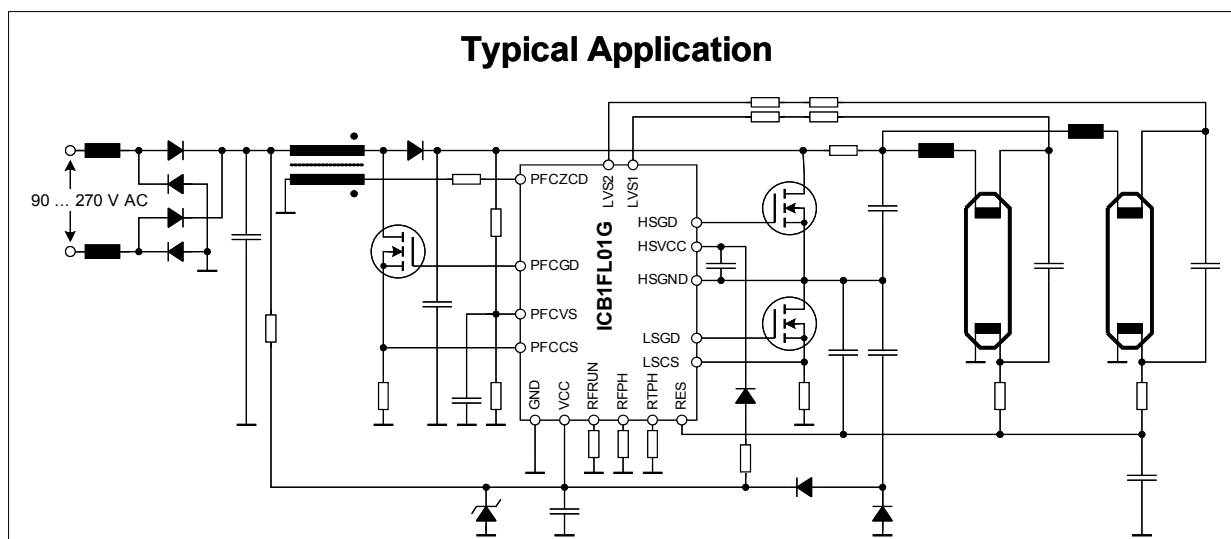 Typical Application
90 ... 270 V AC
LVS2
LVS1
PFCZCD
PFCGD
PFCVS
PFCCS
ICB1FL01G
HSGD
HSVCC
HSGND
LSGD
LSCS
GND
VCC
RFRUN
RFPH
RTPH
RES